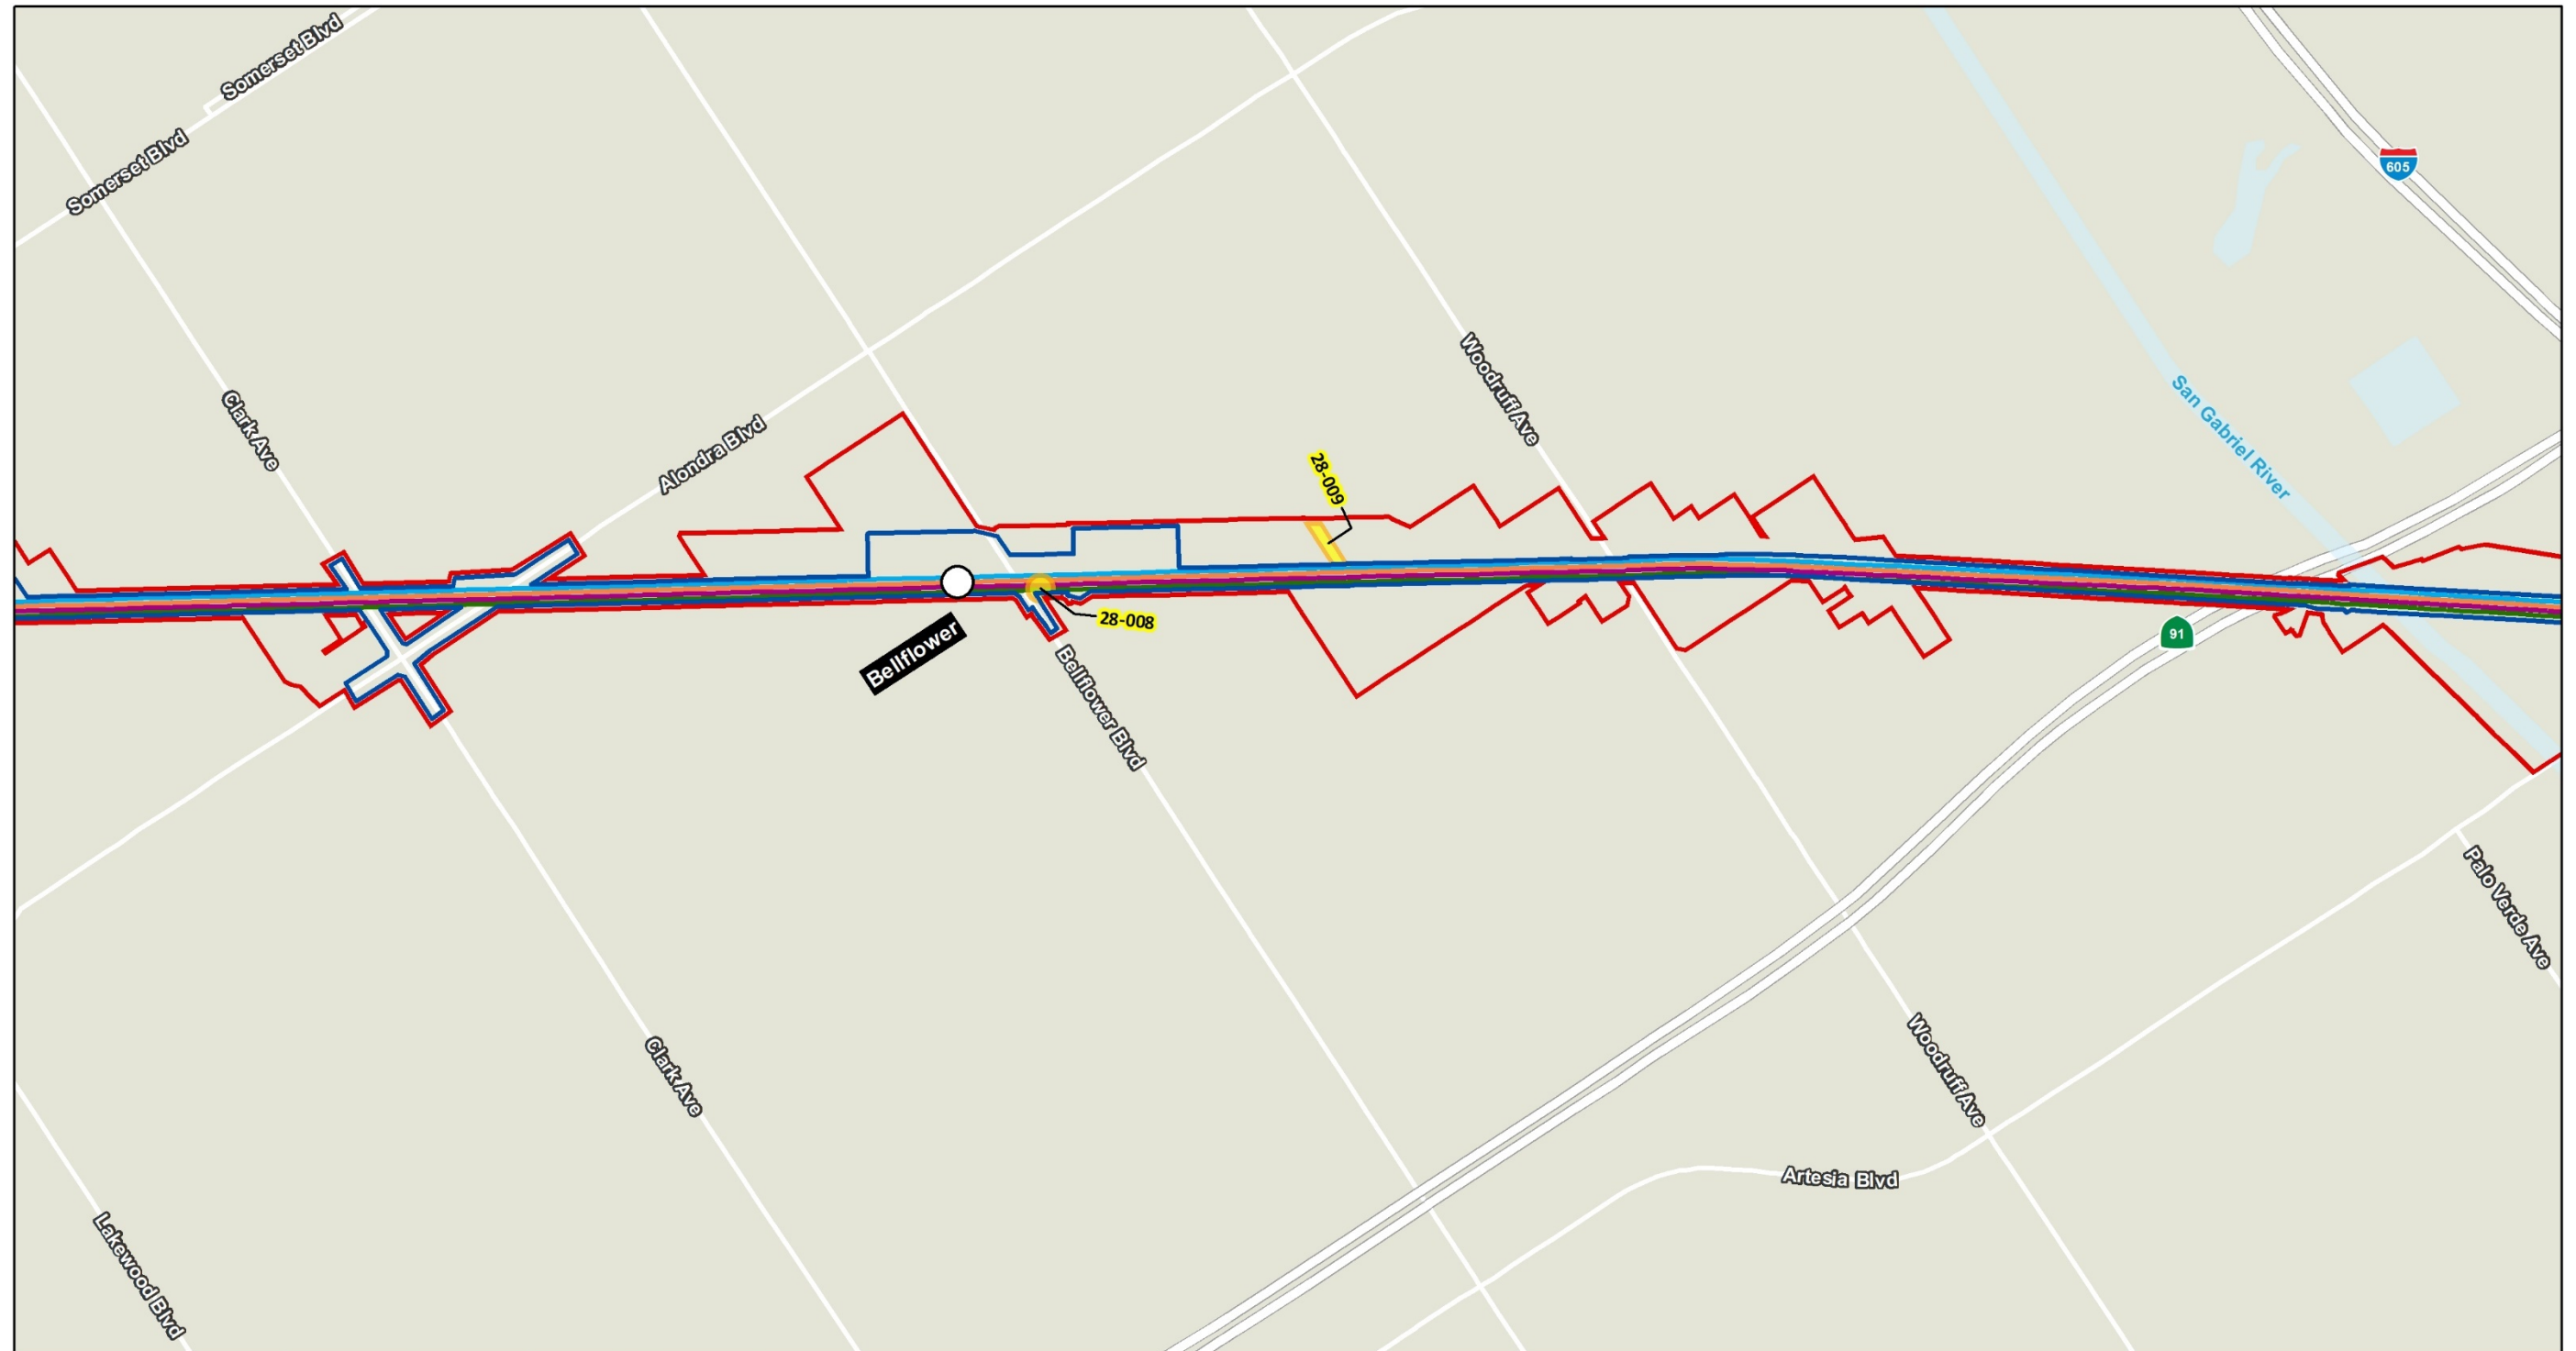 Somerset Blvd
Somerset Blvd
605
Woodruff Ave
San Gabriel River
Clark Ave
Alondra Blvd
28-009
28-008
Bellflower
91
Bellflower Blvd
Palo Verde Ave
Woodruff Ave
Clark Ave
Artesia Blvd
Lakewood Blvd